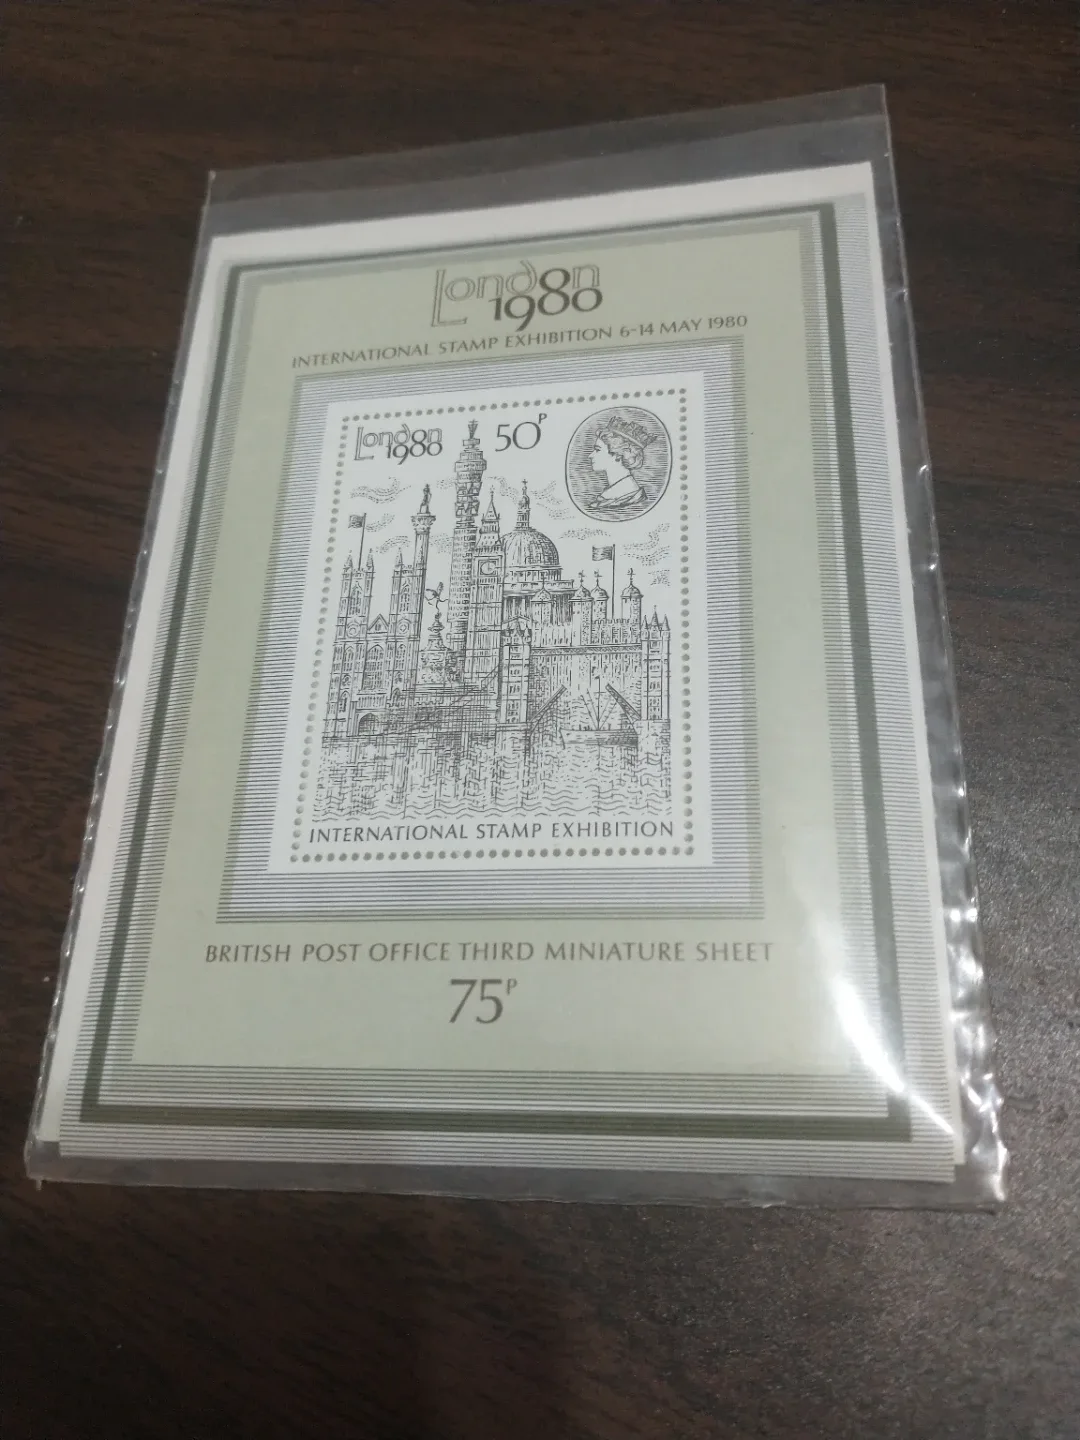 London
1980
INTERNATIONAL STAMP EXHIBITION 6-14 MAY 1980
London
1980
50P
INTERNATIONAL STAMP EXHIBITION
BRITISH POST OFFICE THIRD MINIATURE SHEET
75P